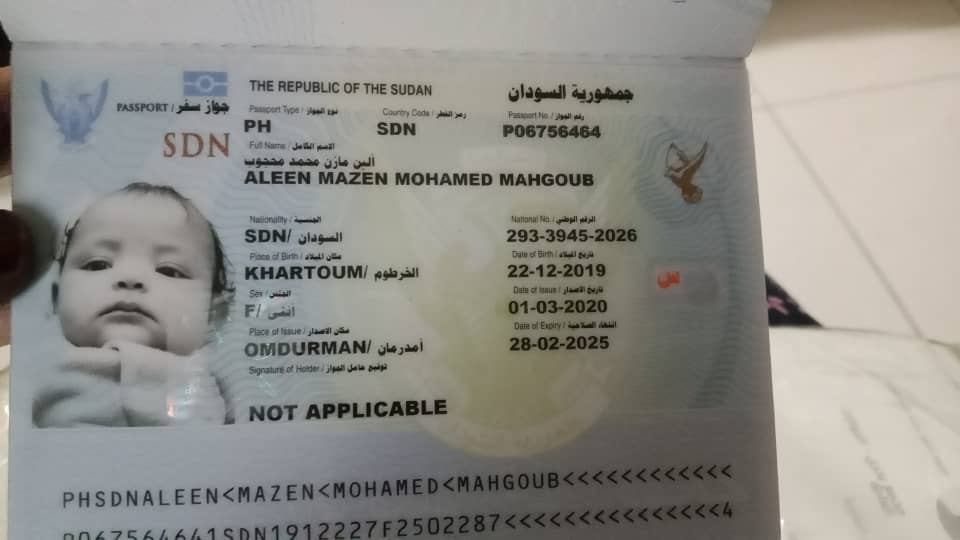 THE REPUBLIC OF THE SUDAN جمهورية السودان
PASSPORT / جواز سفر
SDN
Passport Type / نوع الجواز Country Code / رمز القطر Passport No. / رقم الجواز
PH SDN P06756464
Full Name / الاسم الكامل
ألين مازن محمد محجوب
ALEEN MAZEN MOHAMED MAHGOUB
Nationality / الجنسية National No. / الرقم الوطني
SDN/ السودان 293-3945-2026
Place of Birth / مكان الميلاد Date of Birth / تاريخ الميلاد
KHARTOUM/ الخرطوم 22-12-2019
س
Sex / الجنس Date of Issue / تاريخ الاصدار
F/ انثى 01-03-2020
Place of Issue / مكان الاصدار Date of Expiry / انتهاء الصلاحية
OMDURMAN/ أمدرمان 28-02-2025
Signature of Holder / توقيع حامل الجواز
NOT APPLICABLE
PHSDNALEEN<MAZEN<MOHAMED<MAHGOUB<<<<<<<<<<<<
P067564641SDN1912227F2502287<<<<<<<<<<<<<<<4